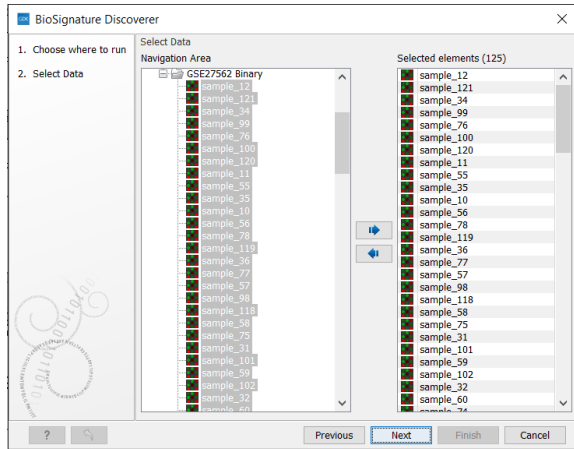 BioSignature Discoverer
1. Choose where to run
2. Select Data
Select Data
Navigation Area
GSE27562 Binary
sample_12
sample_121
sample_34
sample_99
sample_76
sample_100
sample_120
sample_11
sample_55
sample_35
sample_10
sample_56
sample_78
sample_119
sample_36
sample_77
sample_57
sample_98
sample_118
sample_58
sample_75
sample_31
sample_101
sample_59
sample_102
sample_32
sample_60
Selected elements (125)
sample_12
sample_121
sample_34
sample_99
sample_76
sample_100
sample_120
sample_11
sample_55
sample_35
sample_10
sample_56
sample_78
sample_119
sample_36
sample_77
sample_57
sample_98
sample_118
sample_58
sample_75
sample_31
sample_101
sample_59
sample_102
sample_32
sample_60
sample_74
?
Previous
Next
Finish
Cancel